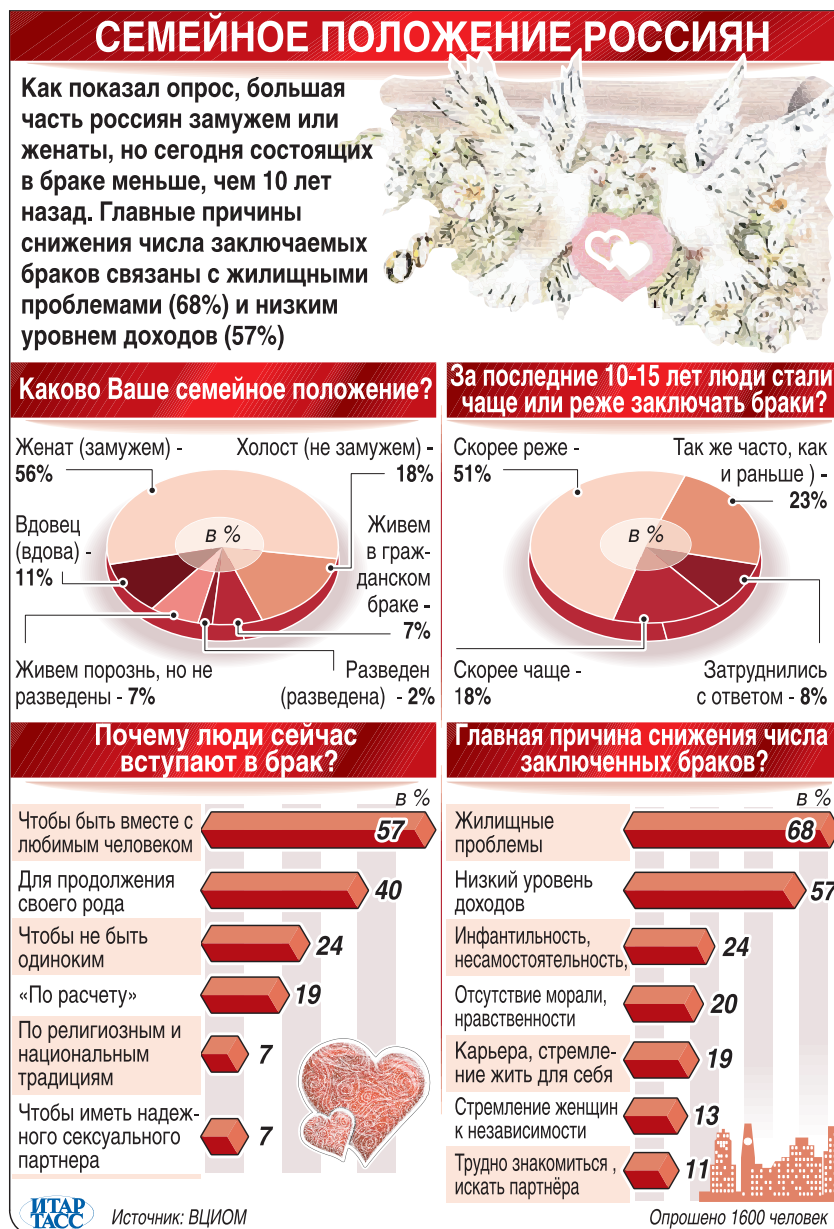 СЕМЕЙНОЕ ПОЛОЖЕНИЕ РОССИЯН
Как показал опрос, большая
часть россиян замужем или
женаты, но сегодня состоящих
в браке меньше, чем 10 лет
назад. Главные причины
снижения числа заключаемых
браков связаны с жилищными
проблемами (68%) и низким
уровнем доходов (57%)
Каково Ваше семейное положение?
Женат (замужем) -
56%
Холост (не замужем) -
18%
Вдовец
(вдова) -
11%
в %
Живем
в граж-
данском
браке -
7%
Живем порознь, но не
разведены - 7%
Разведен
(разведена) - 2%
За последние 10-15 лет люди стали
чаще или реже заключать браки?
Скорее реже -
51%
Так же часто, как
и раньше ) -
23%
в %
Скорее чаще -
18%
Затруднились
с ответом - 8%
Почему люди сейчас
вступают в брак?
в %
Чтобы быть вместе с
любимым человеком
57
Для продолжения
своего рода
40
Чтобы не быть
одиноким
24
«По расчету»
19
По религиозным и
национальным
традициям
7
Чтобы иметь надеж-
ного сексуального
партнера
7
Главная причина снижения числа
заключенных браков?
в %
Жилищные
проблемы
68
Низкий уровень
доходов
57
Инфантильность,
несамостоятельность,
24
Отсутствие морали,
нравственности
20
Карьера, стремле-
ние жить для себя
19
Стремление женщин
к независимости
13
Трудно знакомиться ,
искать партнёра
11
ИТАР
ТАСС
Источник: ВЦИОМ
Опрошено 1600 человек